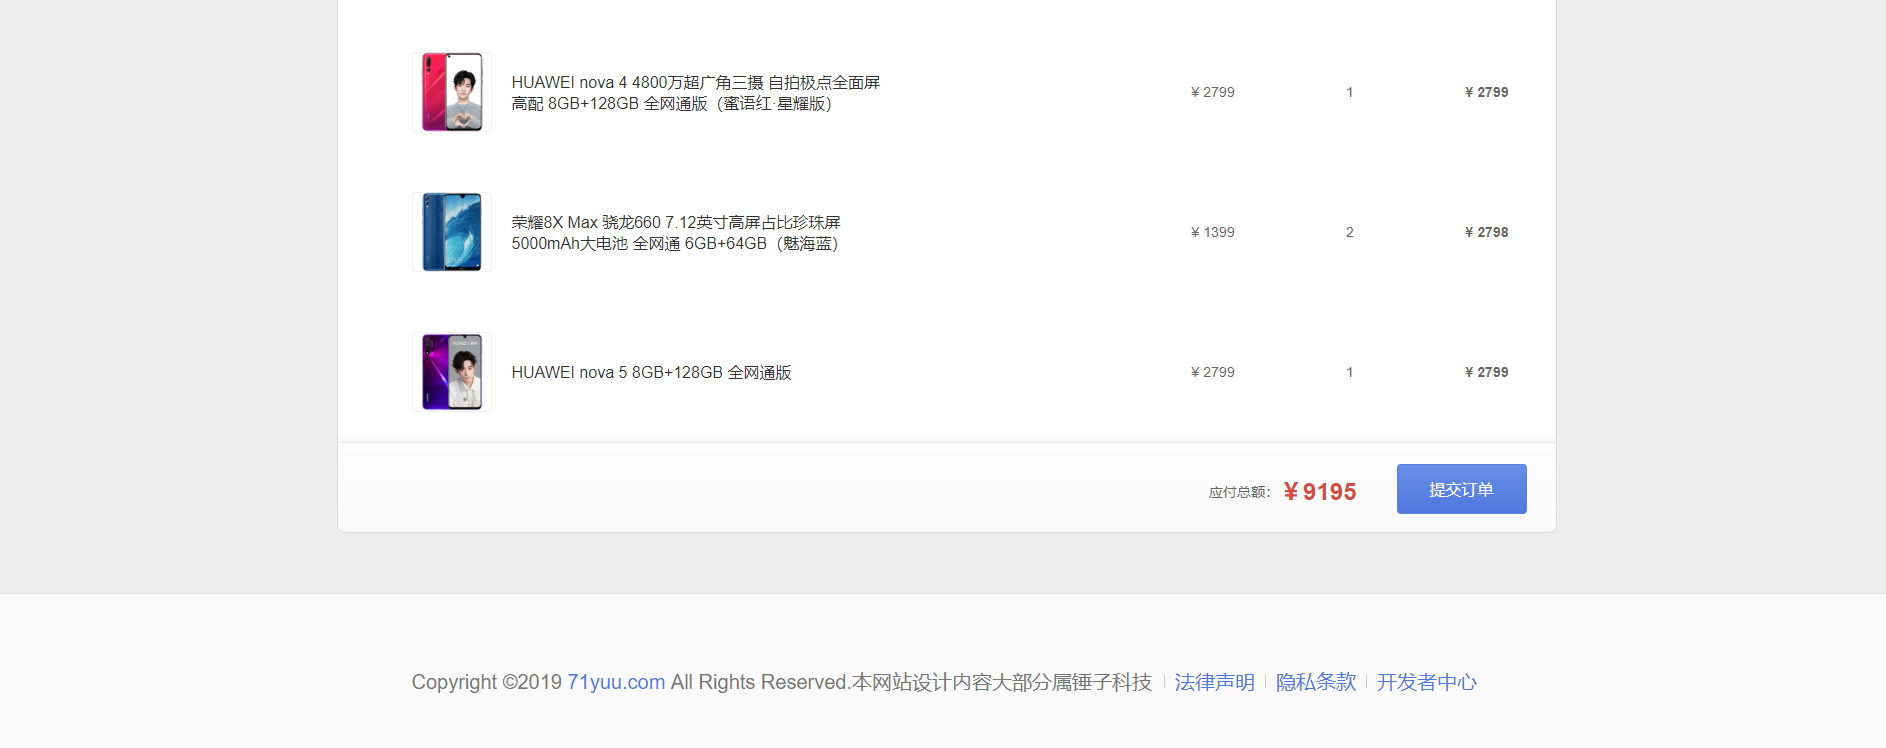 HUAWEI nova 4 4800万超广角三摄 自拍极点全面屏
高配 8GB+128GB 全网通版（蜜语红·星耀版）
¥ 2799
1
¥ 2799
荣耀8X Max 骁龙660 7.12英寸高屏占比珍珠屏
5000mAh大电池 全网通 6GB+64GB（魅海蓝）
¥ 1399
2
¥ 2798
HUAWEI nova 5 8GB+128GB 全网通版
¥ 2799
1
¥ 2799
应付总额： ¥ 9195
提交订单
Copyright ©2019 71yuu.com All Rights Reserved.本网站设计内容大部分属锤子科技 | 法律声明 | 隐私条款 | 开发者中心